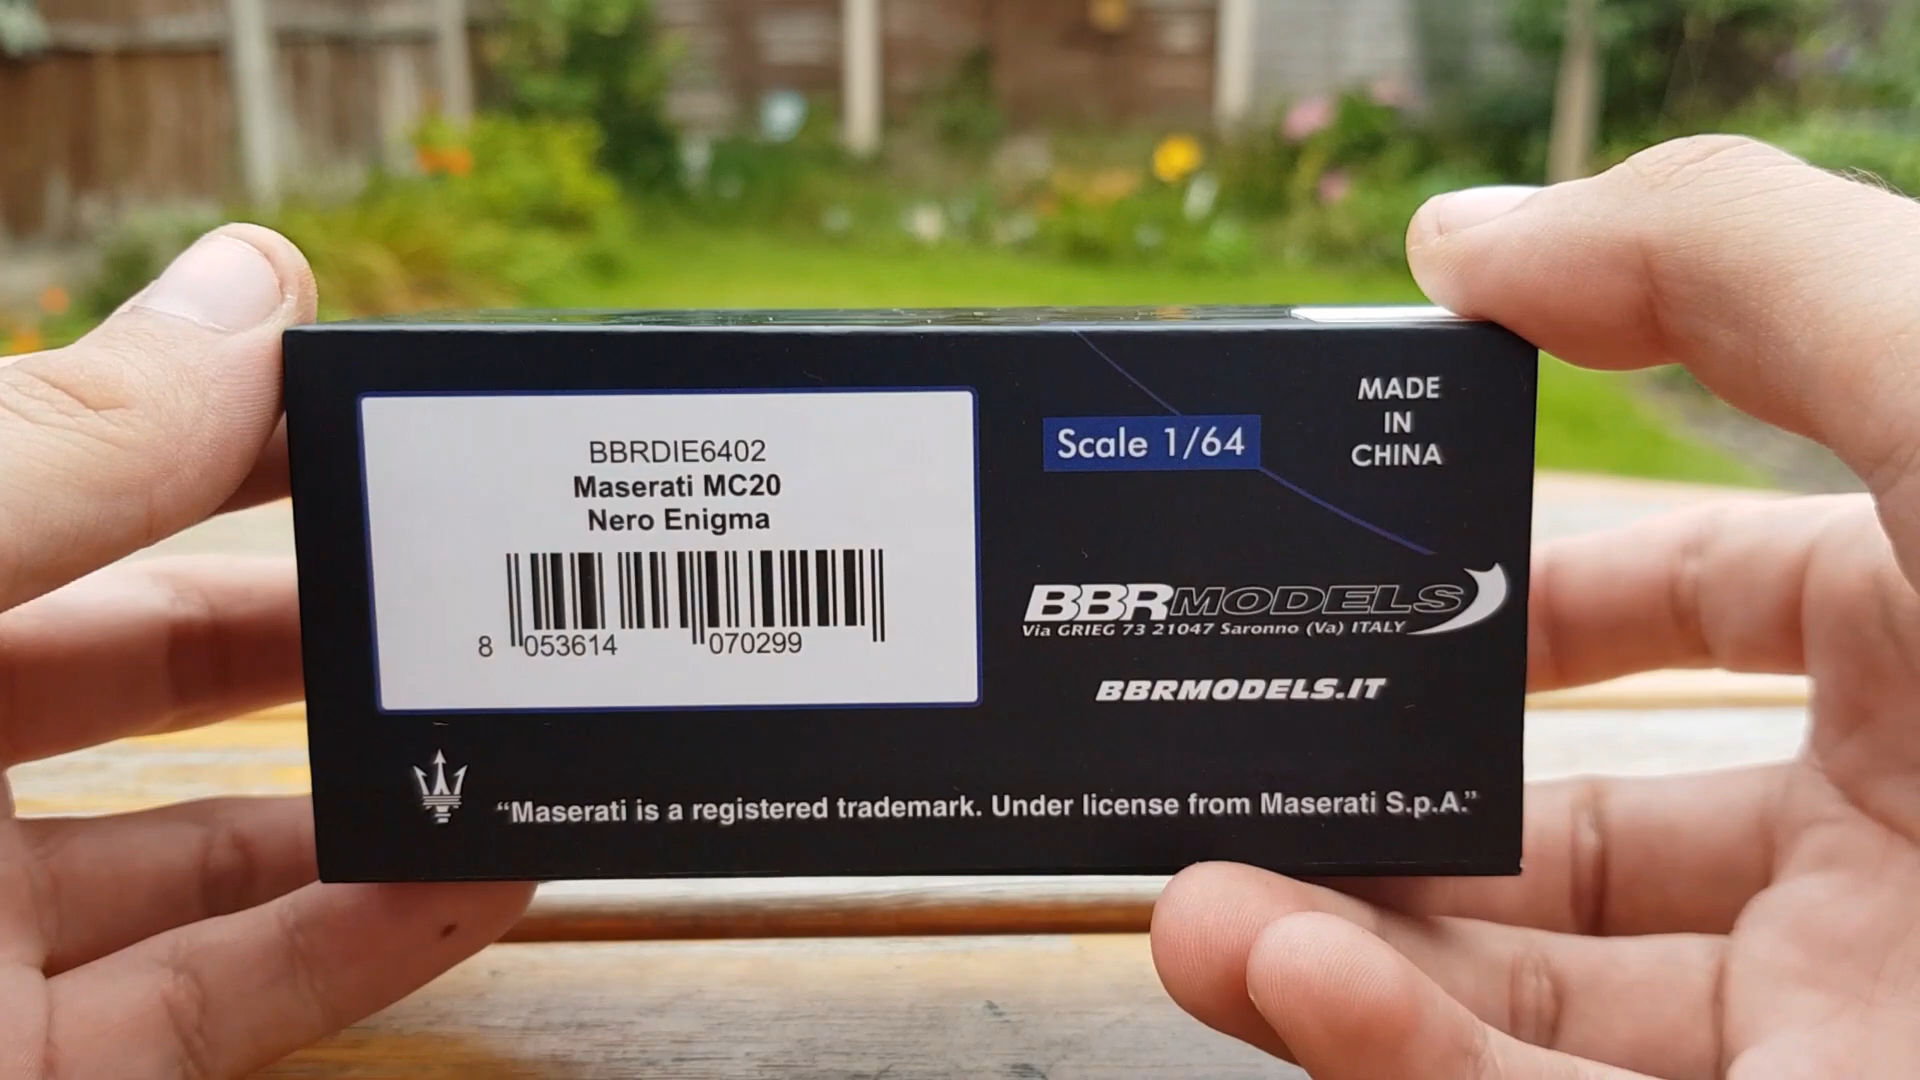 BBRDIE6402
Maserati MC20
Nero Enigma
8 053614 070299
Scale 1/64
MADE
IN
CHINA
BBRMODELS
Via GRIEG 73 21047 Saronno (Va) ITALY
BBRMODELS.IT
“Maserati is a registered trademark. Under license from Maserati S.p.A.”